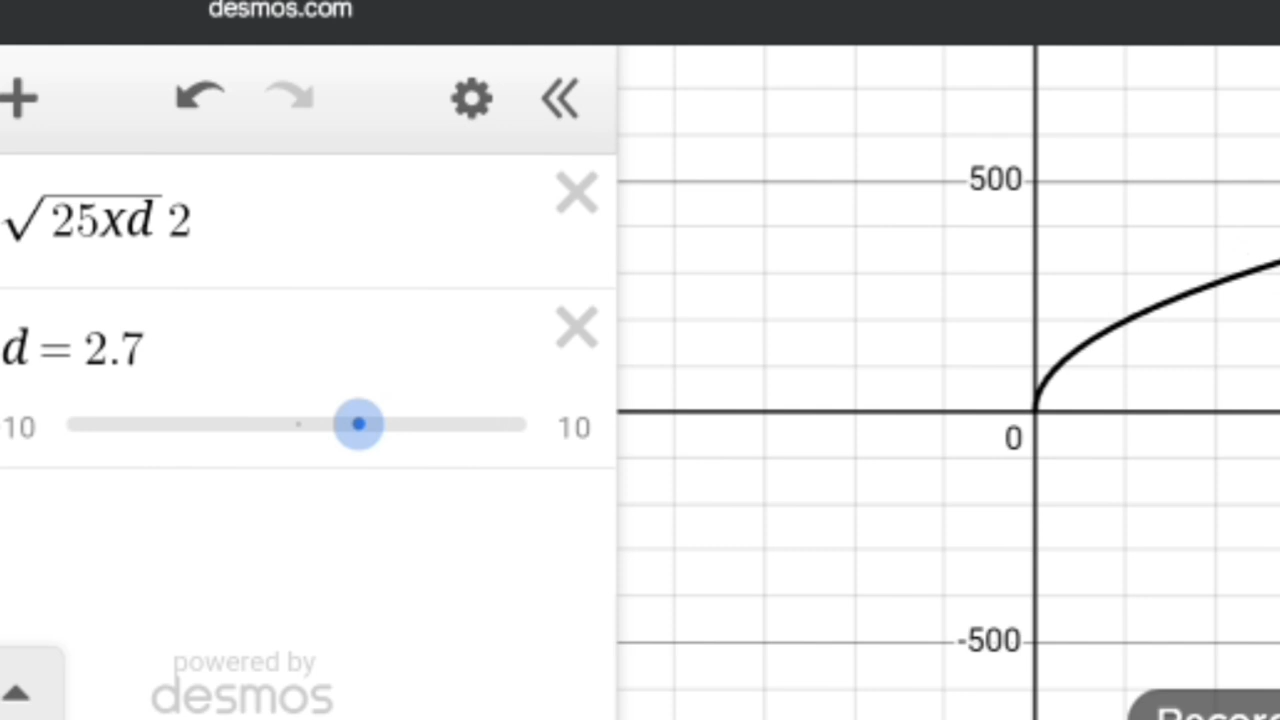 desmos.com
√25xd 2
d = 2.7
-10
10
powered by
desmos
500
0
-500